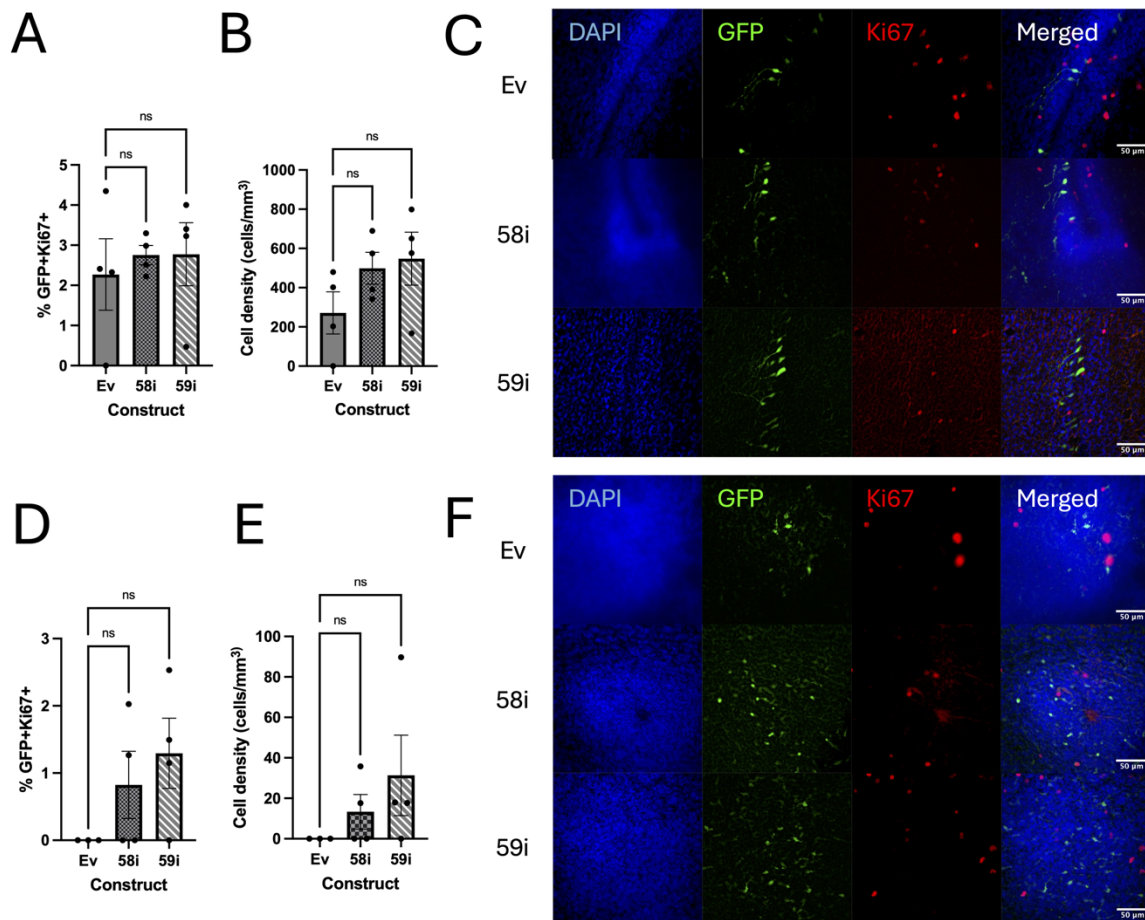 A
ns
ns
% GFP+Ki67+
5
4
3
2
1
0
Ev 58i 59i
Construct
B
ns
ns
Cell density (cells/mm³)
1000
800
600
400
200
0
Ev 58i 59i
Construct
C
DAPI GFP Ki67 Merged
Ev
50 µm
58i
50 µm
59i
50 µm
D
ns
ns
% GFP+Ki67+
3
2
1
0
Ev 58i 59i
Construct
E
ns
ns
Cell density (cells/mm³)
100
80
60
40
20
0
Ev 58i 59i
Construct
F
DAPI GFP Ki67 Merged
Ev
50 µm
58i
50 µm
59i
50 µm